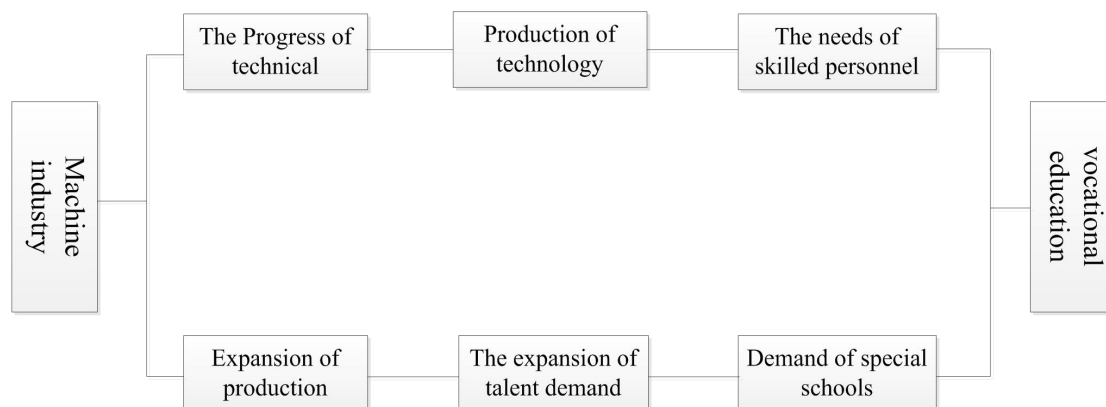 Machine
industry
The Progress of
technical
Production of
technology
The needs of
skilled personnel
Expansion of
production
The expansion of
talent demand
Demand of special
schools
vocational
education